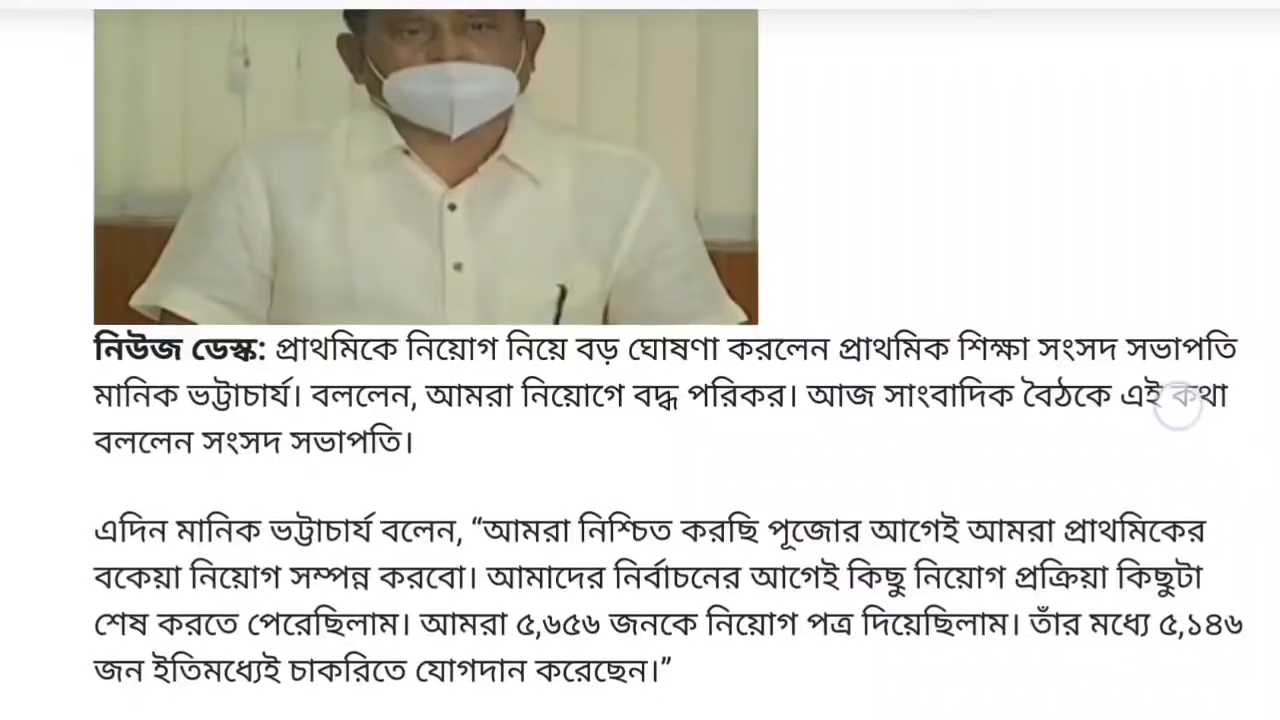 নিউজ ডেস্ক: প্রাথমিকে নিয়োগ নিয়ে বড় ঘোষণা করলেন প্রাথমিক শিক্ষা সংসদ সভাপতি
মানিক ভট্টাচার্য। বললেন, আমরা নিয়োগে বদ্ধ পরিকর। আজ সাংবাদিক বৈঠকে এই কথা
বললেন সংসদ সভাপতি।
এদিন মানিক ভট্টাচার্য বলেন, “আমরা নিশ্চিত করছি পূজোর আগেই আমরা প্রাথমিকের
বকেয়া নিয়োগ সম্পন্ন করবো। আমাদের নির্বাচনের আগেই কিছু নিয়োগ প্রক্রিয়া কিছুটা
শেষ করতে পেরেছিলাম। আমরা ৫,৬৫৬ জনকে নিয়োগ পত্র দিয়েছিলাম। তাঁর মধ্যে ৫,১৪৬
জন ইতিমধ্যেই চাকরিতে যোগদান করেছেন।”